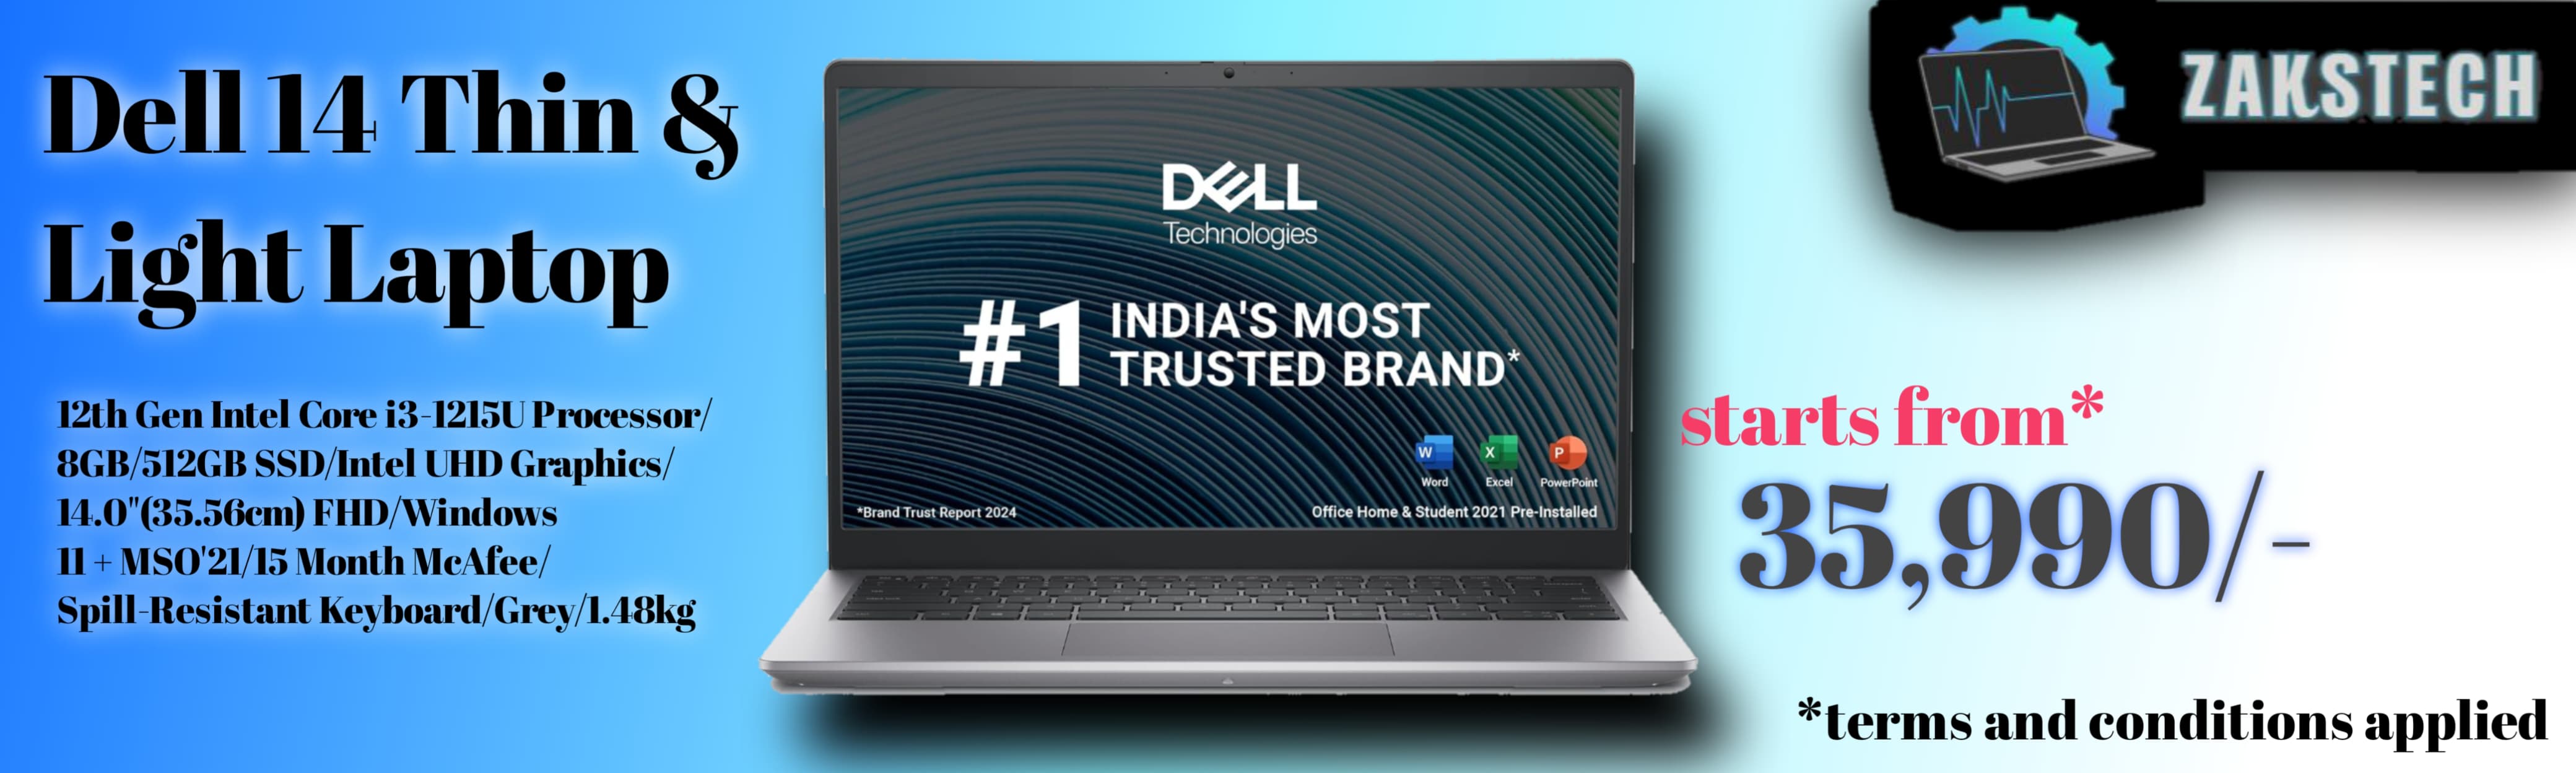 Dell 14 Thin &
Light Laptop
12th Gen Intel Core i3-1215U Processor/
8GB/512GB SSD/Intel UHD Graphics/
14.0"(35.56cm) FHD/Windows
11 + MSO'21/15 Month McAfee/
Spill-Resistant Keyboard/Grey/1.48kg
DELL
Technologies
#1 INDIA'S MOST
TRUSTED BRAND*
Word Excel PowerPoint
*Brand Trust Report 2024
Office Home & Student 2021 Pre-Installed
ZAKSTECH
starts from*
35,990/-
*terms and conditions applied